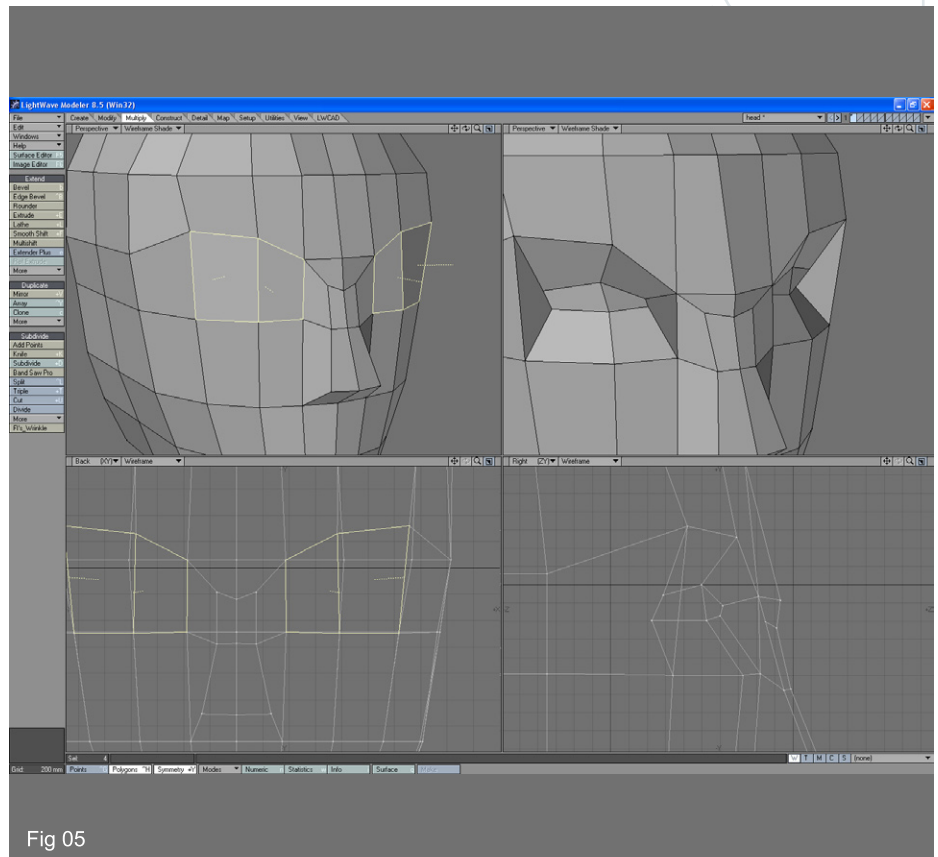 LightWave Modeler 8.5 (Win32)
File
Create Modify Multiply Construct Detail Map Setup Utilities View LWCAD
head *
1
Edit
Perspective Wireframe Shade
Perspective Wireframe Shade
Windows
Help
Surface Editor
Image Editor
Extend
Bevel
Edge Bevel
Rounder
Extrude
Lathe
Smooth Shift
Multishift
Extender Plus
More
Duplicate
Mirror
Array
Clone
More
Subdivide
Add Points
Knife
Subdivide
Band Saw Pro
Split
Triple
Cut
Divide
More
FI's_Wrinkle
Back (XY) Wireframe
Right (ZY) Wireframe
Sel: 4
W T M C S (none)
Grid: 200 mm
Points Polygons ^H Symmetry +Y Modes Numeric Statistics Info Surface
Fig 05